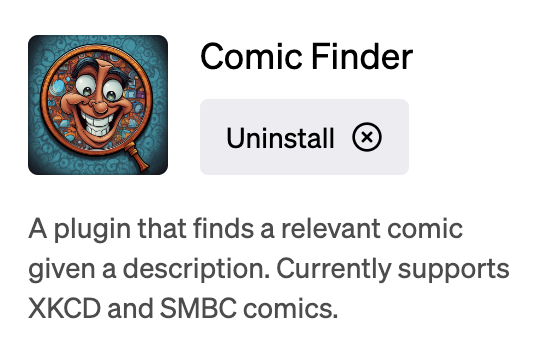 Comic Finder
Uninstall
A plugin that finds a relevant comic
given a description. Currently supports
XKCD and SMBC comics.